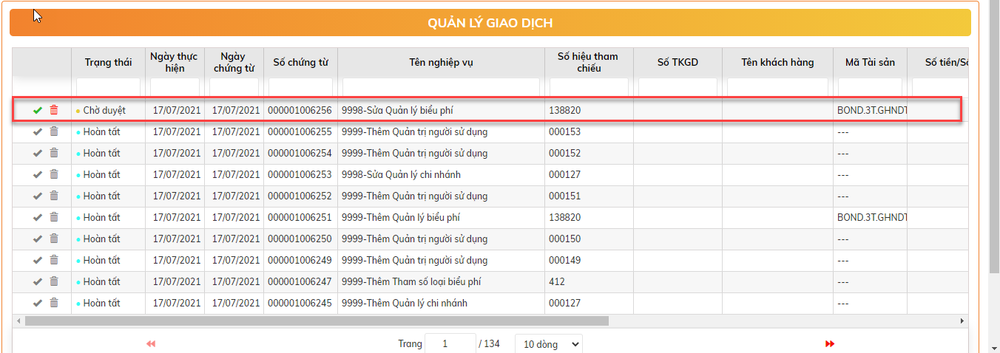 QUẢN LÝ GIAO DỊCH
Trạng thái Ngày thực hiện Ngày chứng từ Số chứng từ Tên nghiệp vụ Số hiệu tham chiếu Số TKGD Tên khách hàng Mã Tài sản Số tiền/Số
Chờ duyệt 17/07/2021 17/07/2021 000001006256 9998-Sửa Quản lý biểu phí 138820 BOND.3T.GHNDT
Hoàn tất 17/07/2021 17/07/2021 000001006255 9999-Thêm Quản trị người sử dụng 000153 ---
Hoàn tất 17/07/2021 17/07/2021 000001006254 9999-Thêm Quản trị người sử dụng 000152 ---
Hoàn tất 17/07/2021 17/07/2021 000001006253 9998-Sửa Quản lý chi nhánh 000127 ---
Hoàn tất 17/07/2021 17/07/2021 000001006252 9999-Thêm Quản trị người sử dụng 000151 ---
Hoàn tất 17/07/2021 17/07/2021 000001006251 9999-Thêm Quản lý biểu phí 138820 BOND.3T.GHNDT
Hoàn tất 17/07/2021 17/07/2021 000001006250 9999-Thêm Quản trị người sử dụng 000150 ---
Hoàn tất 17/07/2021 17/07/2021 000001006249 9999-Thêm Quản trị người sử dụng 000149 ---
Hoàn tất 17/07/2021 17/07/2021 000001006247 9999-Thêm Tham số loại biểu phí 412 ---
Hoàn tất 17/07/2021 17/07/2021 000001006245 9999-Thêm Quản lý chi nhánh 000127 ---
Trang 1 / 134 10 dòng